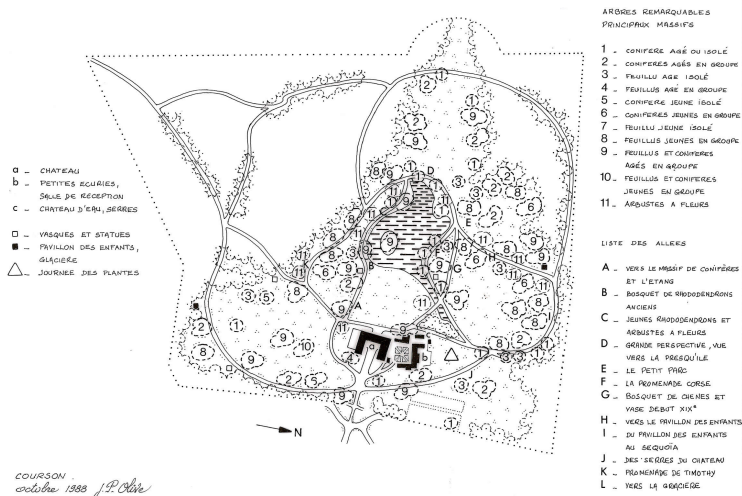 a _ CHATEAU
b _ PETITES ECURIES,
SALLE DE RECEPTION
c _ CHATEAU D'EAU, SERRES
VASQUES ET STATUES
PAVILLON DES ENFANTS,
GLACIERE
JOURNEE DES PLANTES
N
COURSON
octobre 1988 J.P. Olive
ARBRES REMARQUABLES
PRINCIPAUX MASSIFS
1 _ CONIFERE AGÉ OU ISOLÉ
2 _ CONIFERES AGÉS EN GROUPE
3 _ FEUILLU AGE ISOLÉ
4 _ FEUILLUS AGÉ EN GROUPE
5 _ CONIFERE JEUNE ISOLÉ
6 _ CONIFERES JEUNES EN GROUPE
7 _ FEUILLU JEUNE ISOLÉ
8 _ FEUILLUS JEUNES EN GROUPE
9 _ FEUILLUS ET CONIFERES
AGÉS EN GROUPE
10 _ FEUILLUS ET CONIFERES
JEUNES EN GROUPE
11 _ ARBUSTES A FLEURS
LISTE DES ALLEES
A _ VERS LE MASSIF DE CONIFÈRES
ET L'ETANG
B _ BOSQUET DE RHODODENDRONS
ANCIENS
C _ JEUNES RHODODENDRONS ET
ARBUSTES A FLEURS
D _ GRANDE PERSPECTIVE, VUE
VERS LA PRESQU'ILE
E _ LE PETIT PARC
F _ LA PROMENADE CORSE
G _ BOSQUET DE CHENES ET
VASE DEBUT XIXe
H _ VERS LE PAVILLON DES ENFANTS
I _ DU PAVILLON DES ENFANTS
AU SEQUOÏA
J _ DES SERRES DU CHATEAU
K _ PROMENADE DE TIMOTHY
L _ VERS LA GLACIÈRE